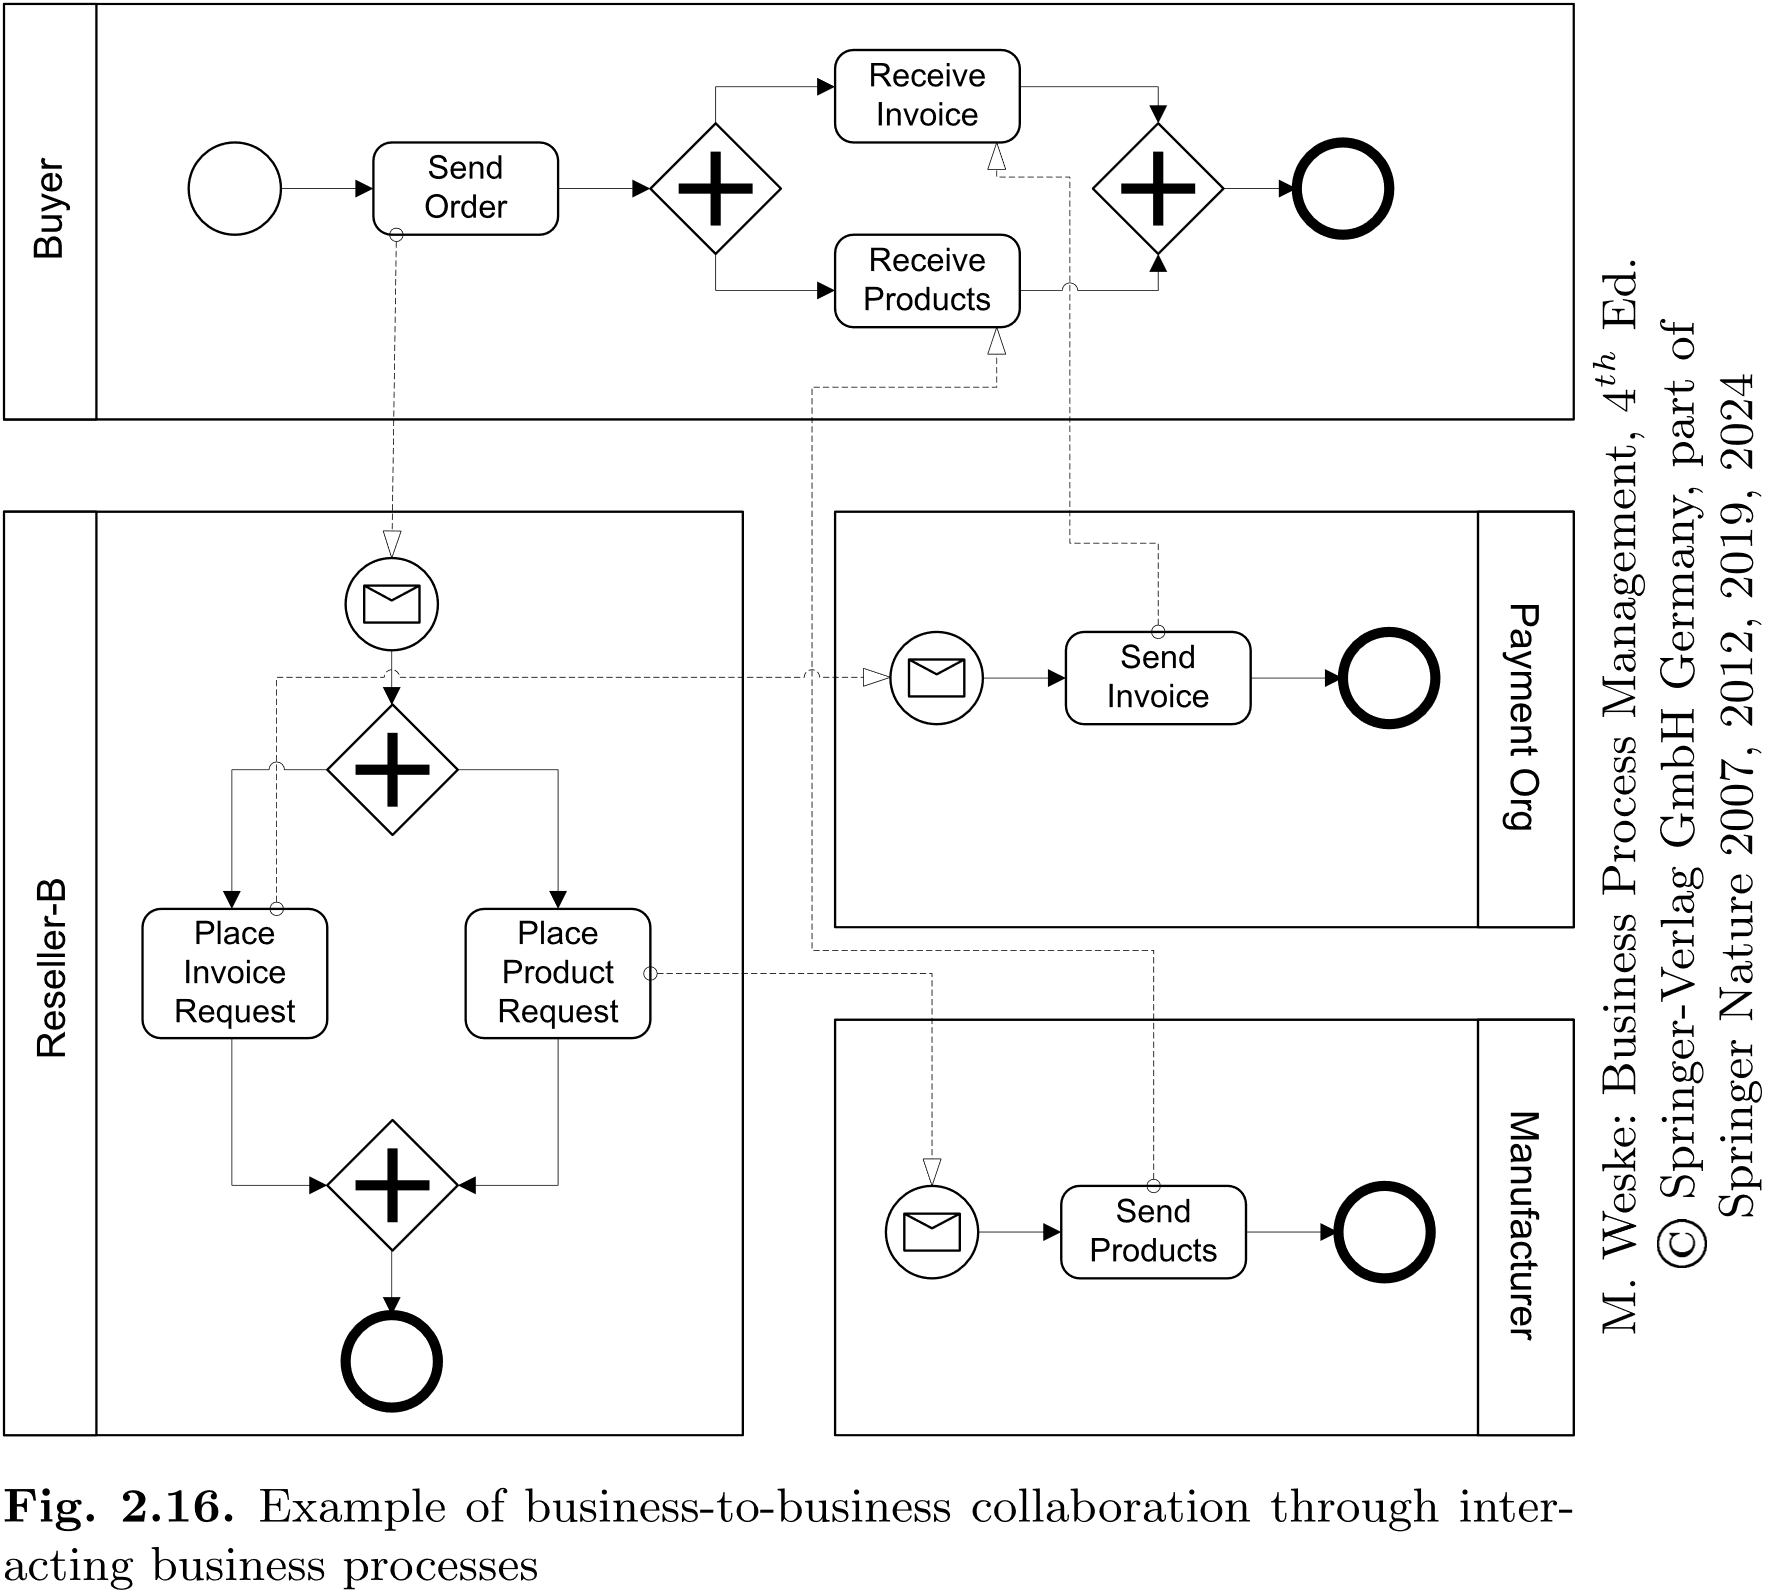 Buyer
Send
Order
Receive
Invoice
Receive
Products
Reseller-B
Place
Invoice
Request
Place
Product
Request
Payment Org
Send
Invoice
Manufacturer
Send
Products
M. Weske: Business Process Management, 4th Ed.
© Springer-Verlag GmbH Germany, part of
Springer Nature 2007, 2012, 2019, 2024
Fig. 2.16. Example of business-to-business collaboration through inter-
acting business processes